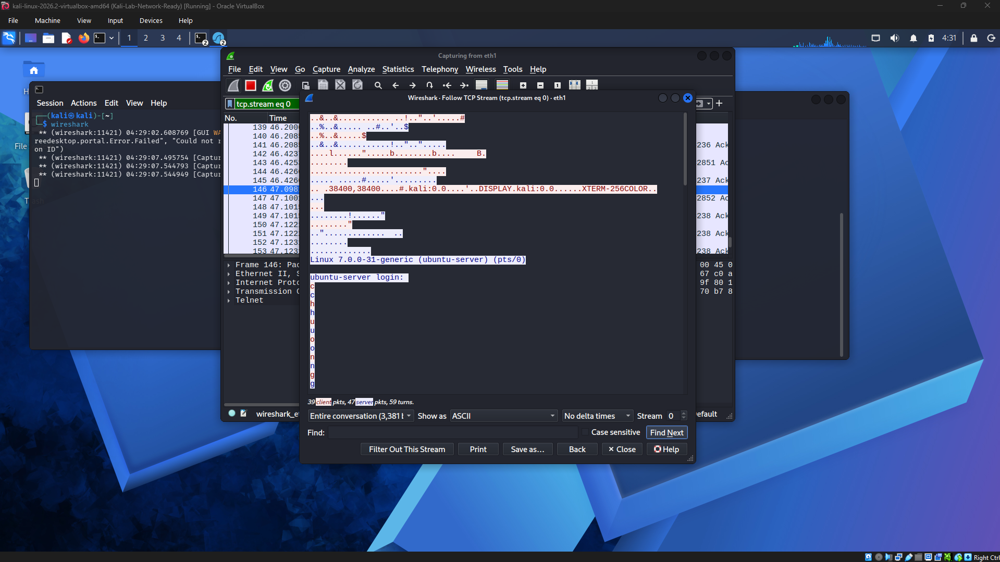 kali-linux-2026.2-virtualbox-amd64 (Kali-Lab-Network-Ready) [Running] - Oracle VirtualBox
File Machine View Input Devices Help
1 2 3 4 2 2 4:31
Capturing from eth1
File Edit View Go Capture Analyze Statistics Telephony Wireless Tools Help
Session Actions Edit View Help
┌──(kali㉿kali)-[~]
└─$ wireshark
** (wireshark:11421) 04:29:02.608769 [GUI WA
reedesktop.portal.Error.Failed", "Could not r
on ID")
** (wireshark:11421) 04:29:07.495754 [Captur
** (wireshark:11421) 04:29:07.544793 [Captur
** (wireshark:11421) 04:29:07.544949 [Captur
File
tcp.stream eq 0
No. Time
139 46.200
140 46.208
141 46.208 236 Ack
142 46.423
143 46.425 2851 Ac
144 46.426
145 46.426 237 Ack
146 47.098
147 47.100 2852 Ac
148 47.101
149 47.101 238 Ack
150 47.122
151 47.122 238 Ack
152 47.123
153 47.123 238 Ack
Frame 146: Pac 00 45 0
Ethernet II, S 67 c0 a
Internet Proto 9f 80 1
Transmission C 70 b7 8
Telnet
wireshark_et efault
Wireshark · Follow TCP Stream (tcp.stream eq 0) · eth1
..&..&........... ..!..".."..'.....#
..%..&..... ..#..'..$
..%..&.....$
..&..&...........!..".."......
....l......".....b........b.... B.
........
........................"....
..... .....#.....'.........
.. .38400,38400....#.kali:0.0....'..DISPLAY.kali:0.0......XTERM-256COLOR..
...
...
........!......"
........"
.."............. ..
........
.............
Linux 7.0.0-31-generic (ubuntu-server) (pts/0)
ubuntu-server login:
c
c
h
h
u
u
o
o
n
n
g
g
39 client pkts, 47 server pkts, 59 turns.
Entire conversation (3,381 b Show as ASCII No delta times Stream 0
Find: Case sensitive Find Next
Filter Out This Stream Print Save as… Back Close Help
Right Ctrl